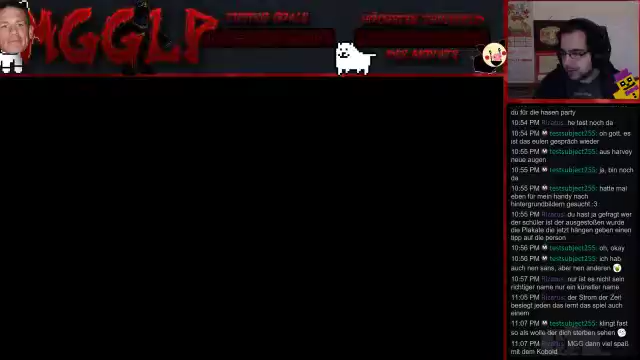 MGGLP
du für die hasen party
10:54 PM Rizarus: he test noch da
10:54 PM testsubject255: oh gott, es
ist das eulen gespräch wieder
10:55 PM testsubject255: aus harvey
neue augen
10:55 PM testsubject255: ja, bin noch
da
10:55 PM testsubject255: hatte mal
eben für mein handy nach
hintergrundbildern gesucht :3
10:55 PM Rizarus: du hast ja gefragt wer
der schüler ist der ausgestoßen wurde
die Plakate die jetzt hängen geben einen
tipp auf die person
10:56 PM testsubject255: oh, okay
10:56 PM testsubject255: ich hab
auch nen sans, aber nen anderen
10:57 PM Rizarus: nur ist es nicht sein
richtiger name nur ein künstler name
11:05 PM Rizarus: der Strom der Zeit
besiegt jeden das lernt das spiel auch
einem
11:07 PM testsubject255: klingt fast
so als wolle der dich sterben sehen
11:07 PM MGG dann viel spaß
mit dem Kobold